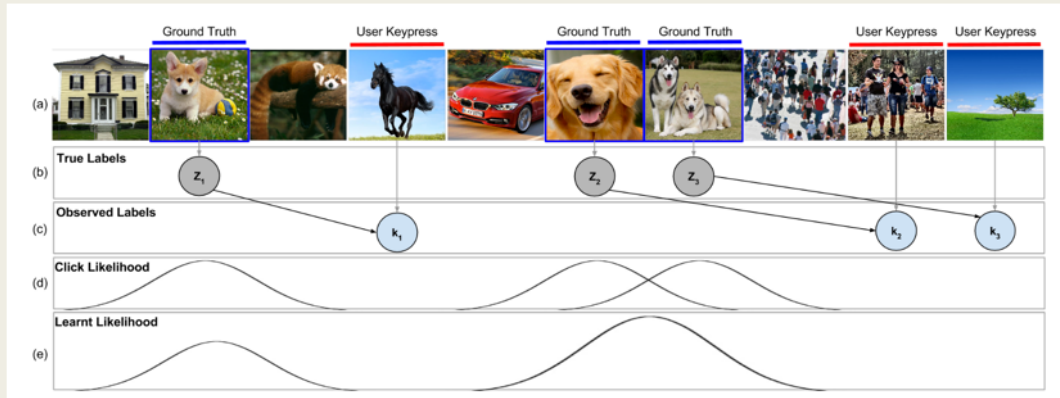 Ground Truth
User Keypress
Ground Truth
Ground Truth
User Keypress
User Keypress
(a)
(b)
True Labels
Z1
Z2
Z3
(c)
Observed Labels
k1
k2
k3
(d)
Click Likelihood
(e)
Learnt Likelihood